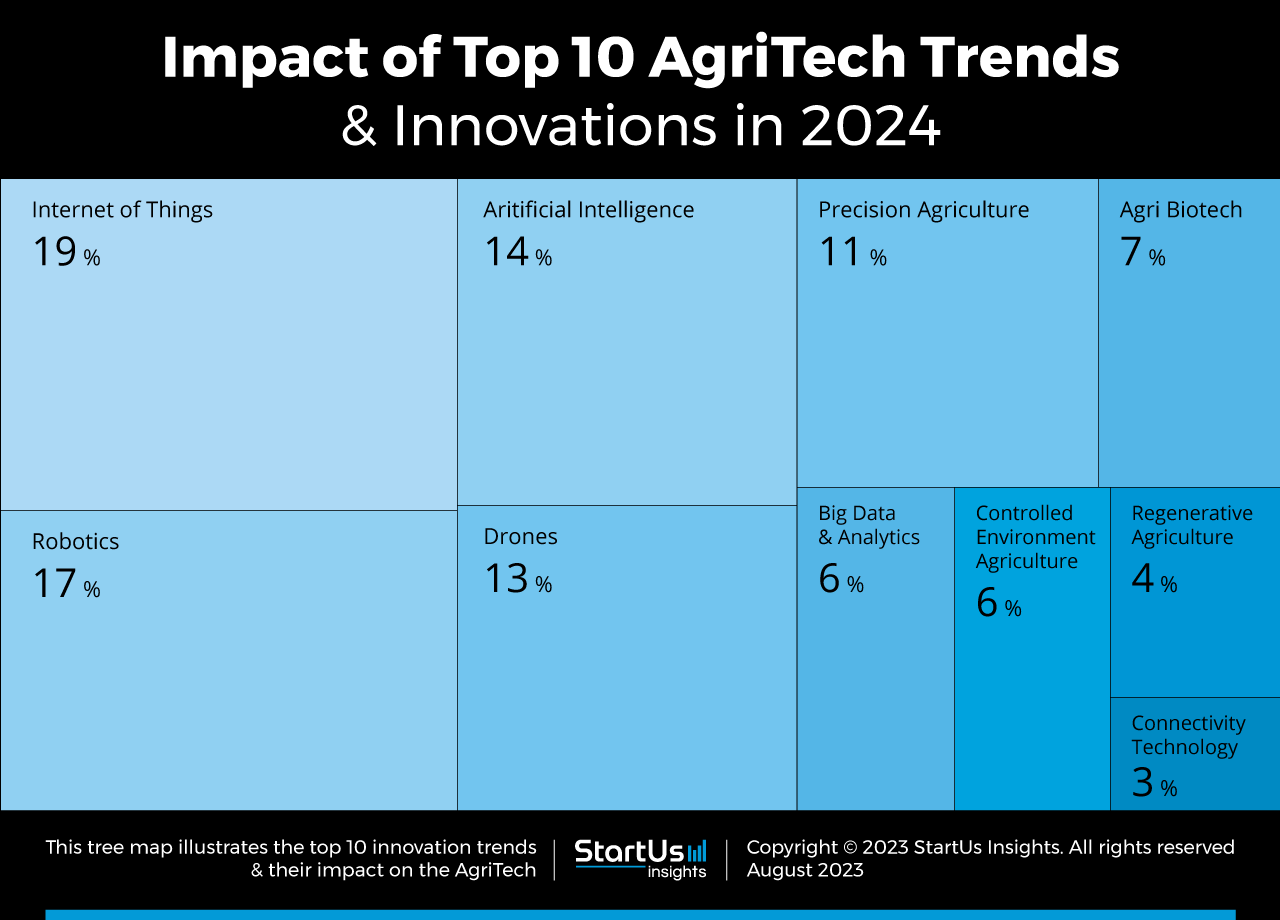 Impact of Top 10 AgriTech Trends
& Innovations in 2024
Internet of Things
19 %
Aritificial Intelligence
14 %
Precision Agriculture
11 %
Agri Biotech
7 %
Robotics
17 %
Drones
13 %
Big Data
& Analytics
6 %
Controlled
Environment
Agriculture
6 %
Regenerative
Agriculture
4 %
Connectivity
Technology
3 %
This tree map illustrates the top 10 innovation trends
& their impact on the AgriTech
StartUs
insights
Copyright © 2023 StartUs Insights. All rights reserved
August 2023